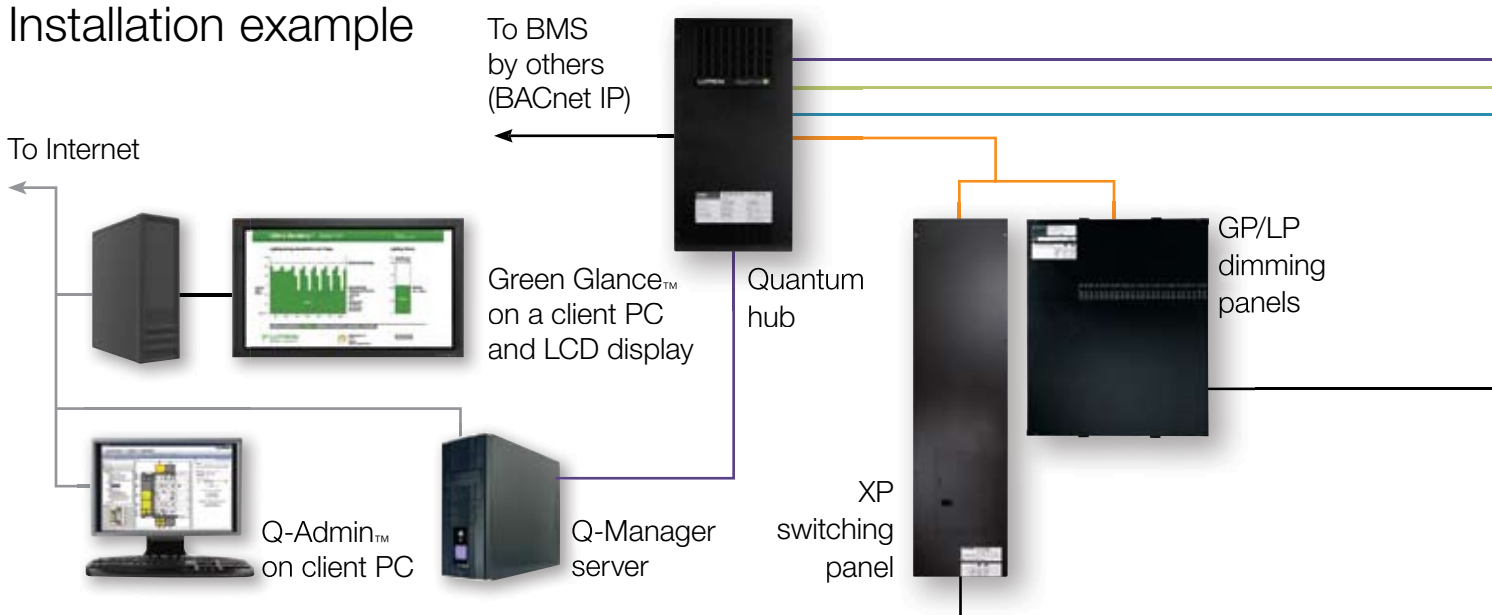 Installation example
To BMS
by others
(BACnet IP)
To Internet
Green Glance™
on a client PC
and LCD display
Quantum
hub
GP/LP
dimming
panels
Q-Admin™
on client PC
Q-Manager
server
XP
switching
panel
LUTRON